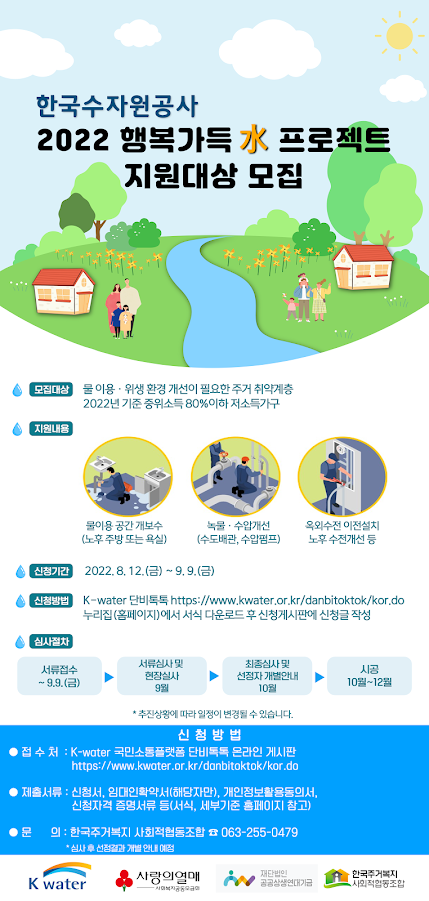 한국수자원공사
2022 행복가득 水 프로젝트
지원대상 모집
모집대상 물 이용 · 위생 환경 개선이 필요한 주거 취약계층
2022년 기준 중위소득 80%이하 저소득가구
지원내용
물이용 공간 개보수
(노후 주방 또는 욕실)
녹물 · 수압개선
(수도배관, 수압펌프)
옥외수전 이전설치
노후 수전개선 등
신청기간 2022. 8. 12.(금) ~ 9. 9.(금)
신청방법 K-water 단비톡톡 https://www.kwater.or.kr/danbitoktok/kor.do
누리집(홈페이지)에서 서식 다운로드 후 신청게시판에 신청글 작성
심사절차
서류접수
~ 9.9.(금)
서류심사 및
현장실사
9월
최종심사 및
선정자 개별안내
10월
시공
10월~12월
* 추진상황에 따라 일정이 변경될 수 있습니다.
신 청 방 법
● 접 수 처 : K-water 국민소통플랫폼 단비톡톡 온라인 게시판
https://www.kwater.or.kr/danbitoktok/kor.do
● 제출서류 : 신청서, 임대인확약서(해당자만), 개인정보활용동의서,
신청자격 증명서류 등(서식, 세부기준 홈페이지 참고)
● 문 의 : 한국주거복지 사회적협동조합 ☎ 063-255-0479
* 심사 후 선정결과 개별 안내 예정
K water
사랑의열매
사회복지공동모금회
재단법인
공공상생연대기금
한국주거복지
사회적협동조합